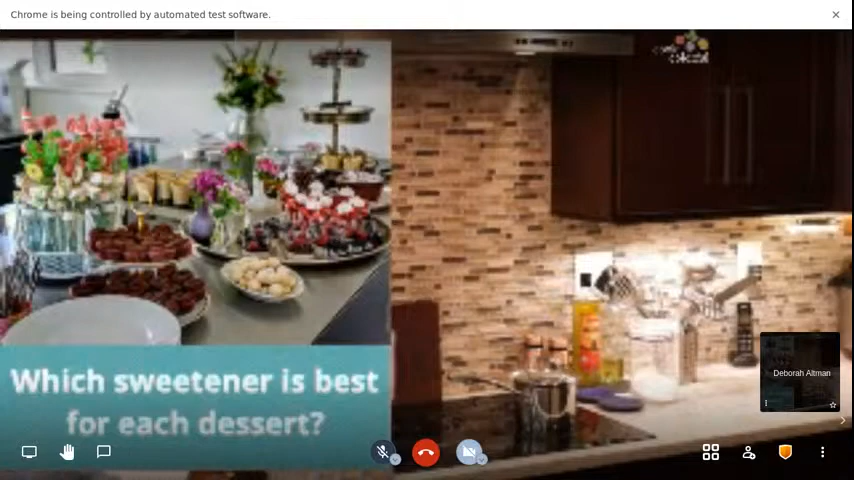 Chrome is being controlled by automated test software.
Which sweetener is best
for each dessert?
Deborah Altman